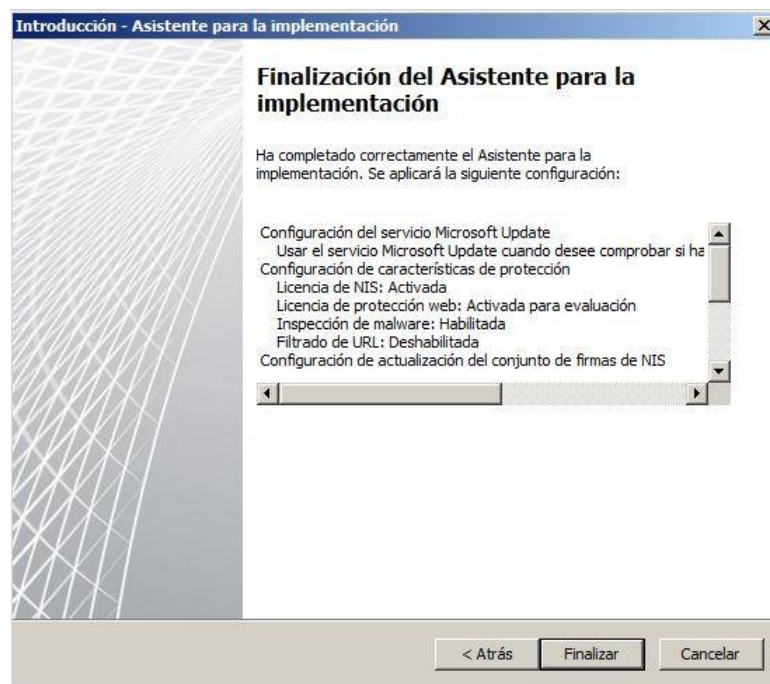 Introducción - Asistente para la implementación
Finalización del Asistente para la
implementación
Ha completado correctamente el Asistente para la
implementación. Se aplicará la siguiente configuración:
Configuración del servicio Microsoft Update
Usar el servicio Microsoft Update cuando desee comprobar si ha
Configuración de características de protección
Licencia de NIS: Activada
Licencia de protección web: Activada para evaluación
Inspección de malware: Habilitada
Filtrado de URL: Deshabilitada
Configuración de actualización del conjunto de firmas de NIS
< Atrás Finalizar Cancelar